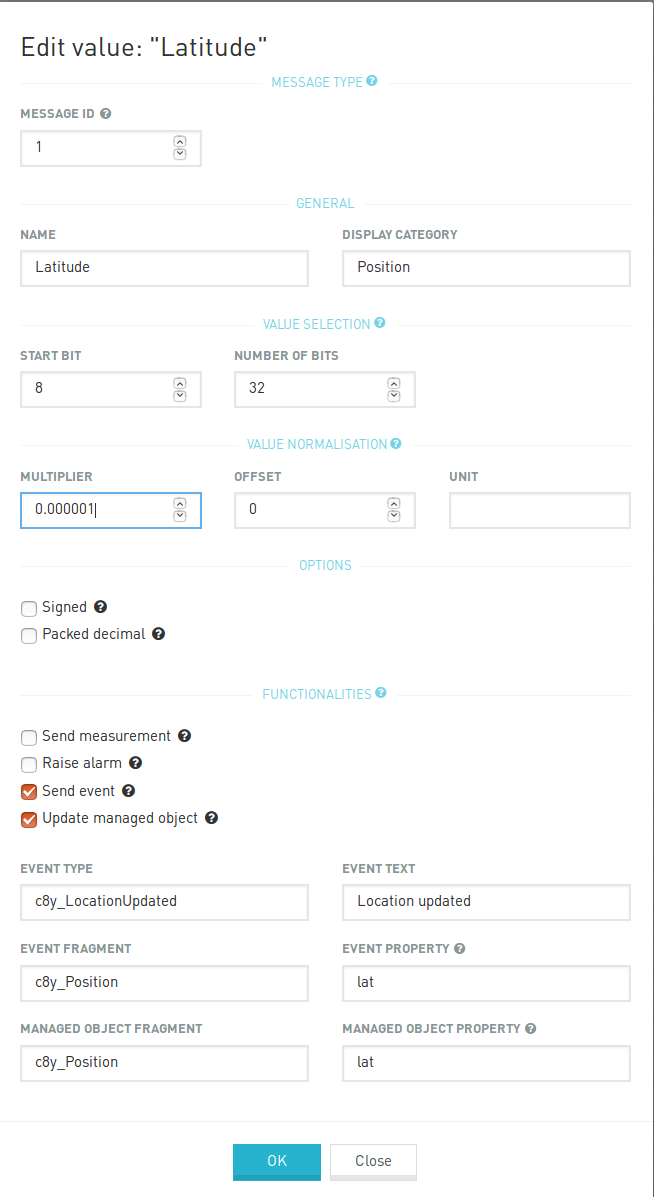 Edit value: "Latitude"
MESSAGE TYPE ?
MESSAGE ID ?
1
GENERAL
NAME DISPLAY CATEGORY
Latitude Position
VALUE SELECTION ?
START BIT NUMBER OF BITS
8 32
VALUE NORMALISATION ?
MULTIPLIER OFFSET UNIT
0.000001 0
OPTIONS
Signed ?
Packed decimal ?
FUNCTIONALITIES ?
Send measurement ?
Raise alarm ?
Send event ?
Update managed object ?
EVENT TYPE EVENT TEXT
c8y_LocationUpdated Location updated
EVENT FRAGMENT EVENT PROPERTY ?
c8y_Position lat
MANAGED OBJECT FRAGMENT MANAGED OBJECT PROPERTY ?
c8y_Position lat
OK Close